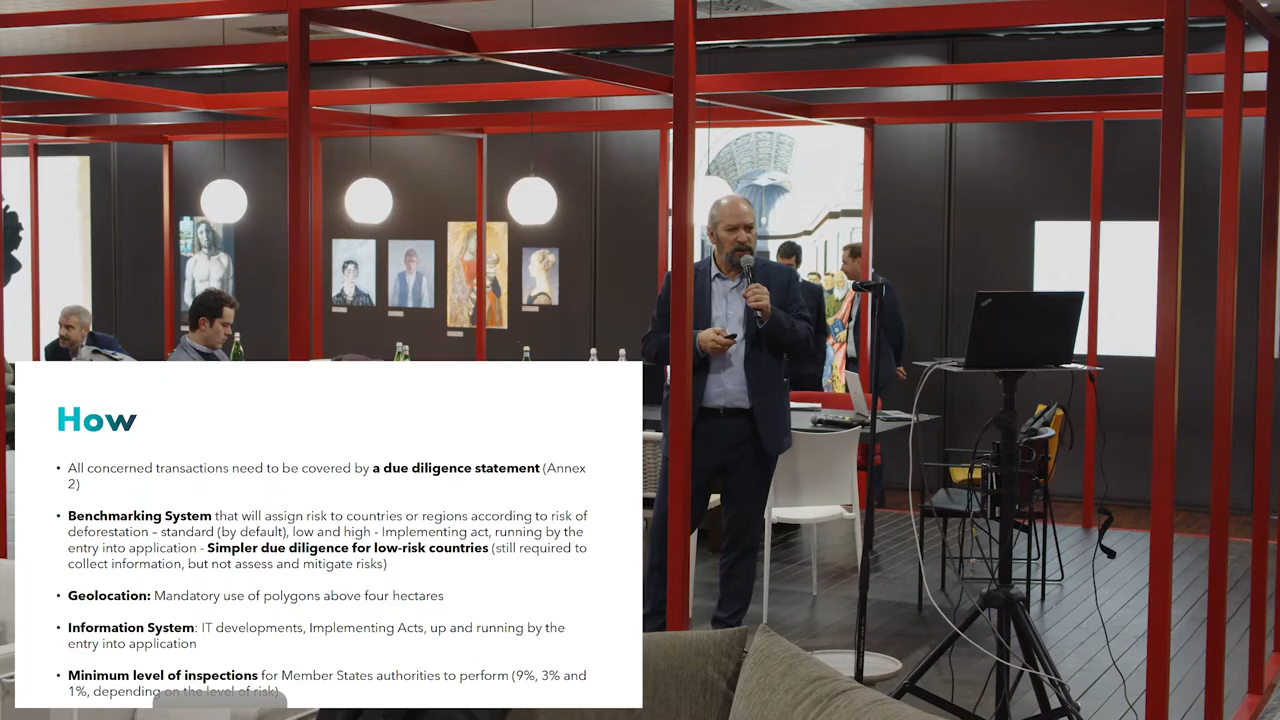 How
• All concerned transactions need to be covered by a due diligence statement (Annex
2)
• Benchmarking System that will assign risk to countries or regions according to risk of
deforestation – standard (by default), low and high - Implementing act, running by the
entry into application - Simpler due diligence for low-risk countries (still required to
collect information, but not assess and mitigate risks)
• Geolocation: Mandatory use of polygons above four hectares
• Information System: IT developments, Implementing Acts, up and running by the
entry into application
• Minimum level of inspections for Member States authorities to perform (9%, 3% and
1%, depending on the level of risk)
ThinkPad